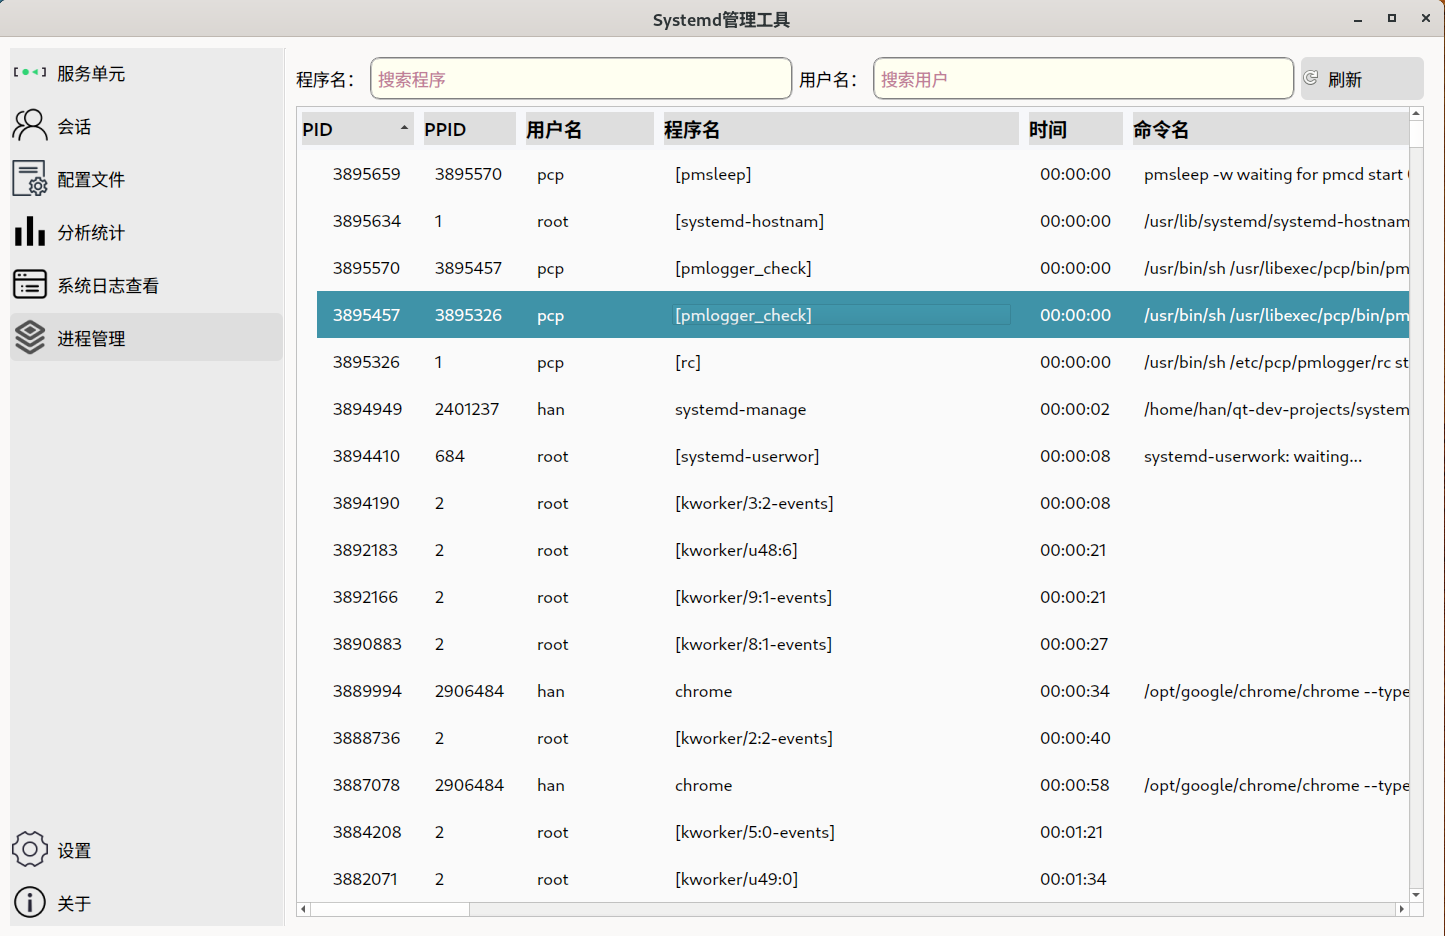 Systemd管理工具
服务单元
会话
配置文件
分析统计
系统日志查看
进程管理
设置
关于
程序名： 搜索程序 用户名： 搜索用户 刷新
PID PPID 用户名 程序名 时间 命令名
3895659 3895570 pcp [pmsleep] 00:00:00 pmsleep -w waiting for pmcd start
3895634 1 root [systemd-hostnam] 00:00:00 /usr/lib/systemd/systemd-hostnam
3895570 3895457 pcp [pmlogger_check] 00:00:00 /usr/bin/sh /usr/libexec/pcp/bin/pm
3895457 3895326 pcp [pmlogger_check] 00:00:00 /usr/bin/sh /usr/libexec/pcp/bin/pm
3895326 1 pcp [rc] 00:00:00 /usr/bin/sh /etc/pcp/pmlogger/rc st
3894949 2401237 han systemd-manage 00:00:02 /home/han/qt-dev-projects/system
3894410 684 root [systemd-userwor] 00:00:08 systemd-userwork: waiting...
3894190 2 root [kworker/3:2-events] 00:00:08
3892183 2 root [kworker/u48:6] 00:00:21
3892166 2 root [kworker/9:1-events] 00:00:21
3890883 2 root [kworker/8:1-events] 00:00:27
3889994 2906484 han chrome 00:00:34 /opt/google/chrome/chrome --type
3888736 2 root [kworker/2:2-events] 00:00:40
3887078 2906484 han chrome 00:00:58 /opt/google/chrome/chrome --type
3884208 2 root [kworker/5:0-events] 00:01:21
3882071 2 root [kworker/u49:0] 00:01:34